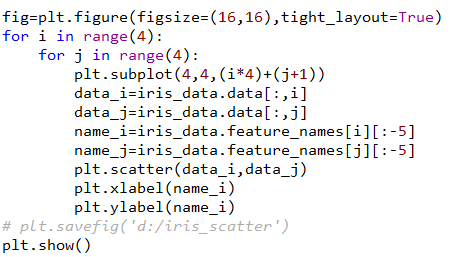 fig=plt.figure(figsize=(16,16),tight_layout=True)
for i in range(4):
    for j in range(4):
        plt.subplot(4,4,(i*4)+(j+1))
        data_i=iris_data.data[:,i]
        data_j=iris_data.data[:,j]
        name_i=iris_data.feature_names[i][:-5]
        name_j=iris_data.feature_names[j][:-5]
        plt.scatter(data_i,data_j)
        plt.xlabel(name_i)
        plt.ylabel(name_i)
# plt.savefig('d:/iris_scatter')
plt.show()